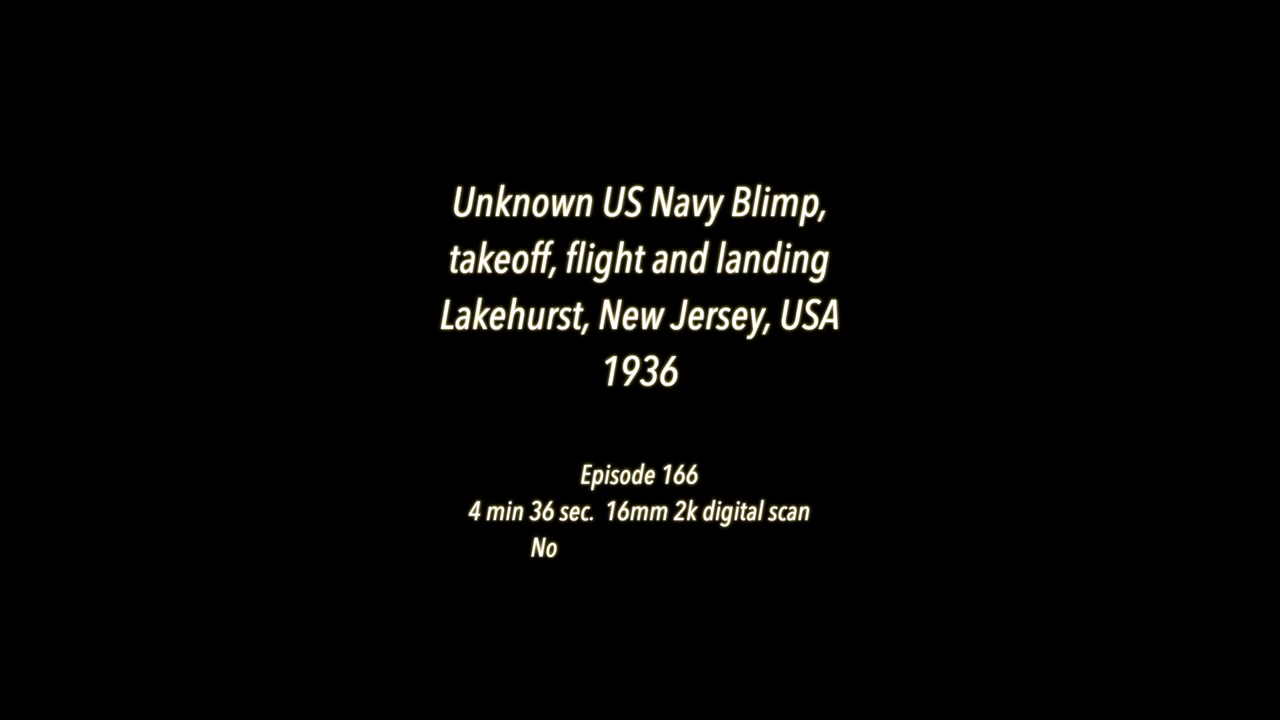 Unknown US Navy Blimp,
takeoff, flight and landing
Lakehurst, New Jersey, USA
1936
Episode 166
4 min 36 sec. 16mm 2k digital scan
No